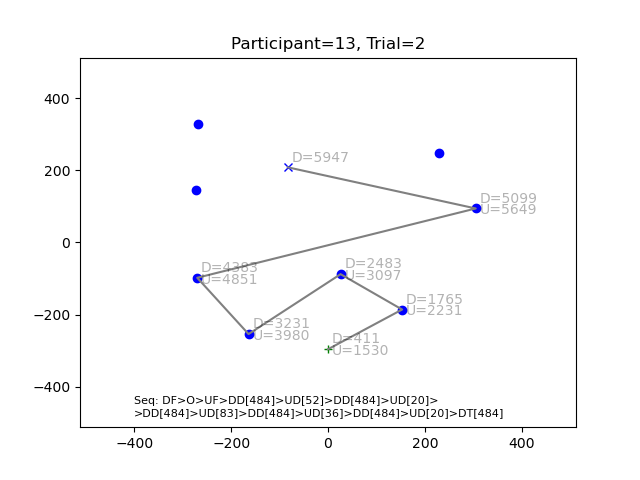 Participant=13, Trial=2
400
200
0
−200
−400
D=5947
D=5099
U=5649
D=4383
U=4851
D=2483
U=3097
D=1765
U=2231
D=3231
U=3980
D=411
U=1530
Seq: DF>O>UF>DD[484]>UD[52]>DD[484]>UD[20]>
>DD[484]>UD[83]>DD[484]>UD[36]>DD[484]>UD[20]>DT[484]
−400 −200 0 200 400